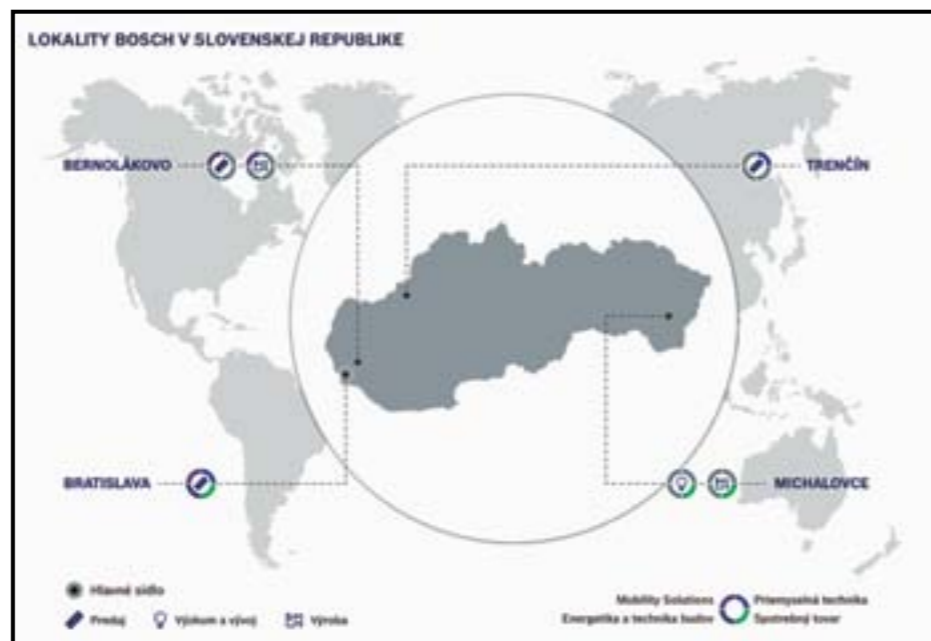 LOKALITY BOSCH V SLOVENSKEJ REPUBLIKE
BERNOLÁKOVO
TRENČÍN
BRATISLAVA
MICHALOVCE
Hlavné sídlo
Predaj
Výskum a vývoj
Výroba
Mobility Solutions
Priemyselná technika
Energetika a technika budov
Spotrebný tovar